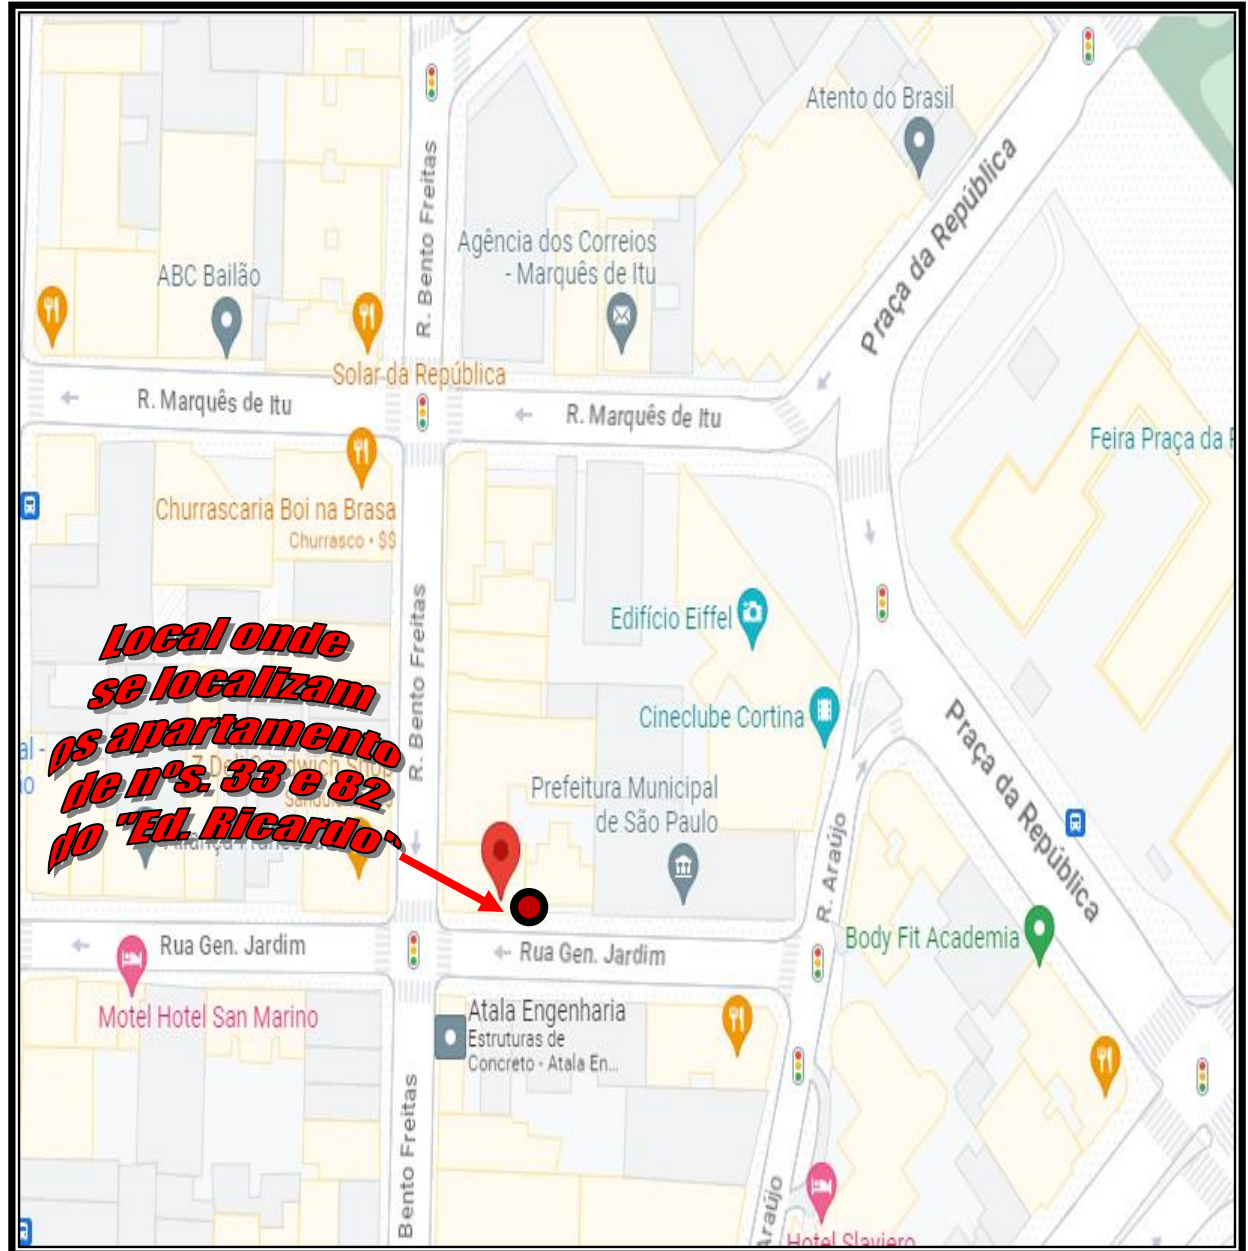 Atento do Brasil
R. Bento Freitas
Praça da República
Agência dos Correios
- Marquês de Itu
ABC Bailão
Solar da República
R. Marquês de Itu
R. Marquês de Itu
Feira Praça da
Churrascaria Boi na Brasa
Churrasco · $$
R. Bento Freitas
Edifício Eiffel
Local onde
se localizam
os apartamento
de nºs. 33 e 82
do "Ed. Ricardo"
Cineclube Cortina
Praça da República
Prefeitura Municipal
de São Paulo
R. Araújo
Rua Gen. Jardim
Rua Gen. Jardim
Body Fit Academia
Motel Hotel San Marino
Atala Engenharia
Estruturas de
Concreto - Atala En...
Bento Freitas
Araújo
Hotel Slaviero